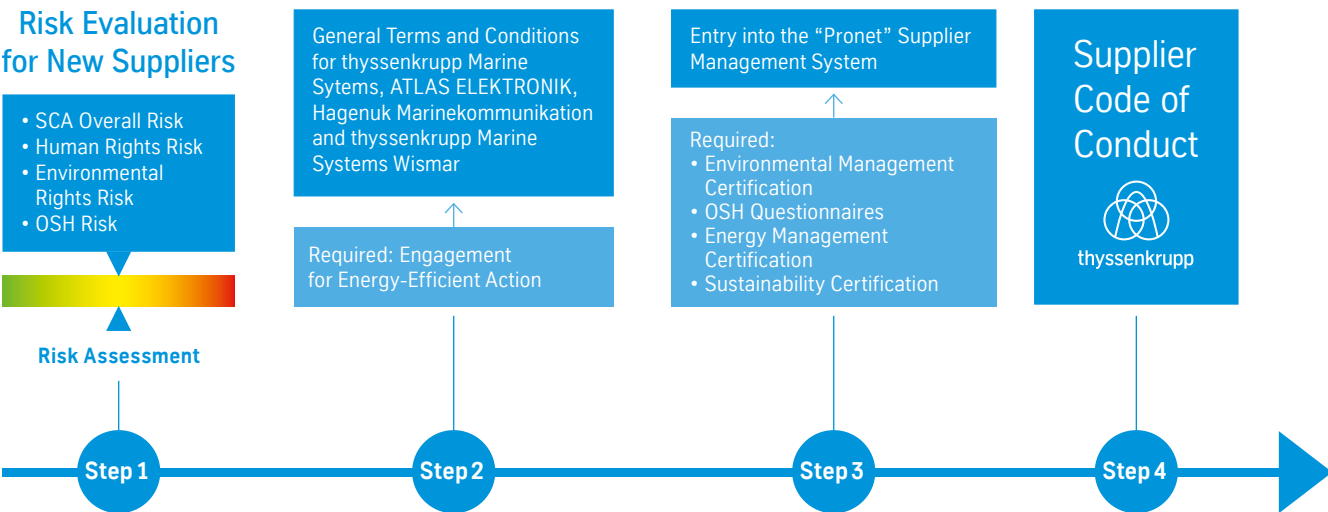 Risk Evaluation
for New Suppliers
• SCA Overall Risk
• Human Rights Risk
• Environmental
Rights Risk
• OSH Risk
Risk Assessment
Step 1
General Terms and Conditions
for thyssenkrupp Marine
Sytems, ATLAS ELEKTRONIK,
Hagenuk Marinekommunikation
and thyssenkrupp Marine
Systems Wismar
Required: Engagement
for Energy-Efficient Action
Step 2
Entry into the “Pronet” Supplier
Management System
Required:
• Environmental Management
Certification
• OSH Questionnaires
• Energy Management
Certification
• Sustainability Certification
Step 3
Supplier
Code of
Conduct
thyssenkrupp
Step 4